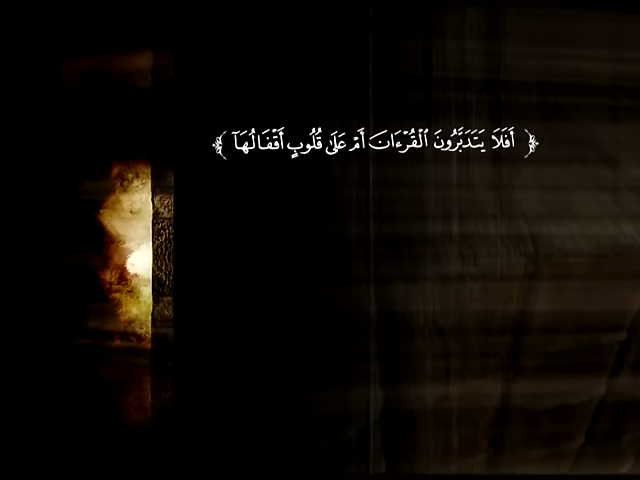 ﴿ أَفَلَا يَتَدَبَّرُونَ ٱلْقُرْءَانَ أَمْ عَلَىٰ قُلُوبٍ أَقْفَالُهَآ ﴾